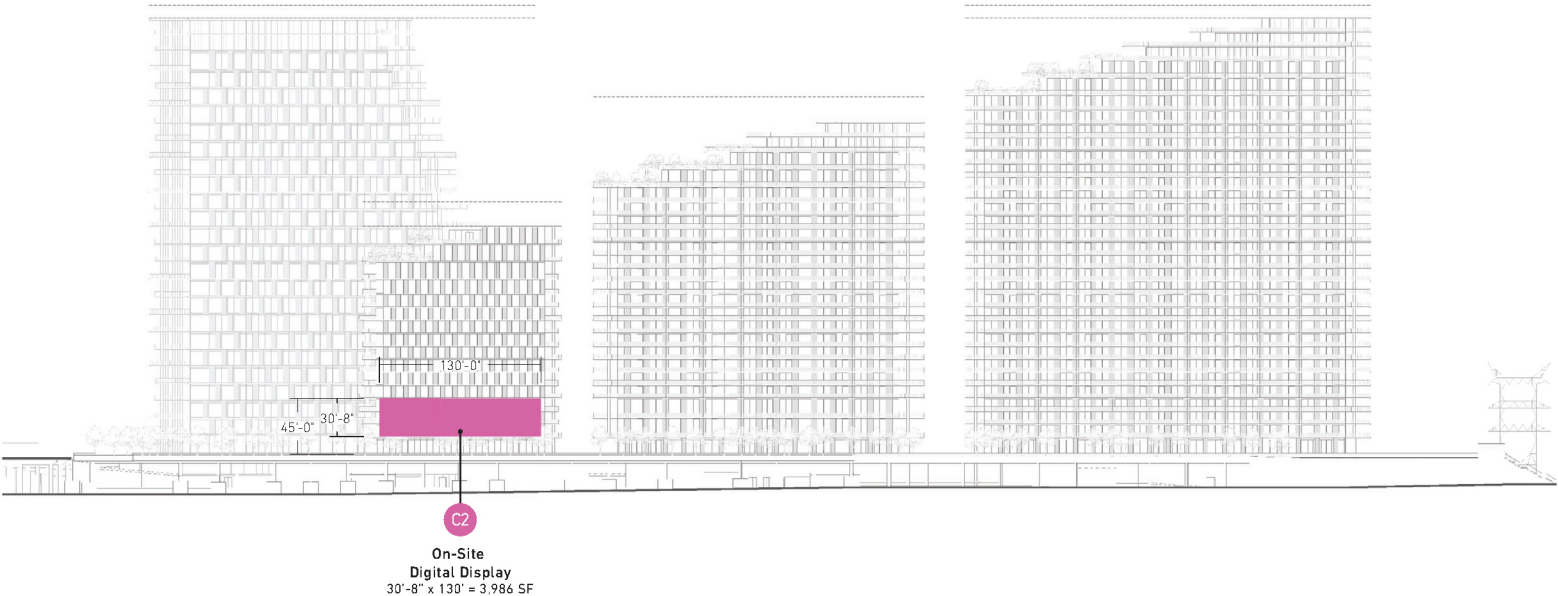 130'-0"
30'-8"
45'-0"
C2
On-Site
Digital Display
30'-8" x 130' = 3,986 SF